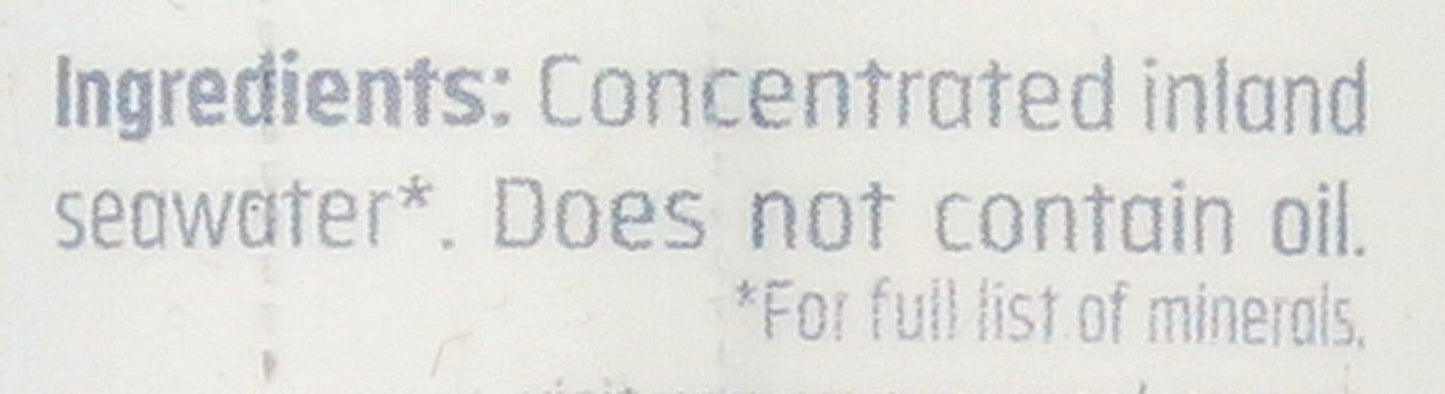 Ingredients: Concentrated inland
seawater*. Does not contain oil.
*For full list of minerals,